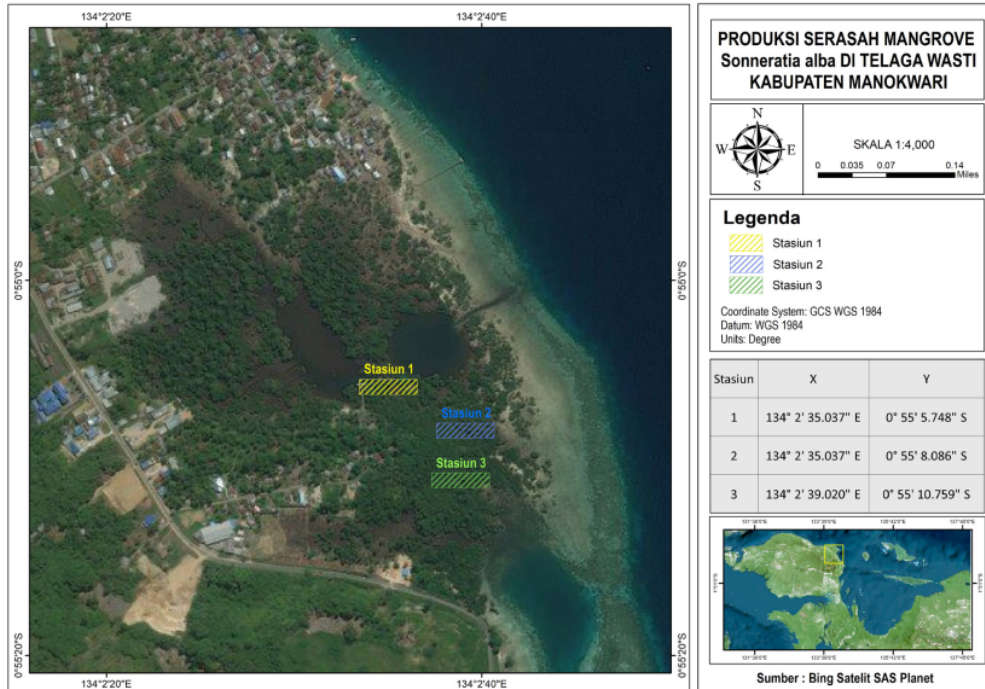 134°2'20"E
134°2'40"E
0°55'0"S
0°55'0"S
0°55'20"S
0°55'20"S
134°2'20"E
134°2'40"E
Stasiun 1
Stasiun 2
Stasiun 3
PRODUKSI SERASAH MANGROVE
Sonneratia alba DI TELAGA WASTI
KABUPATEN MANOKWARI
N
W E
S
SKALA 1:4,000
0 0.035 0.07 0.14
Miles
Legenda
Stasiun 1
Stasiun 2
Stasiun 3
Coordinate System: GCS WGS 1984
Datum: WGS 1984
Units: Degree
Stasiun X Y
1 134° 2' 35.037" E 0° 55' 5.748" S
2 134° 2' 35.037" E 0° 55' 8.086" S
3 134° 2' 39.020" E 0° 55' 10.759" S
Sumber : Bing Satelit SAS Planet